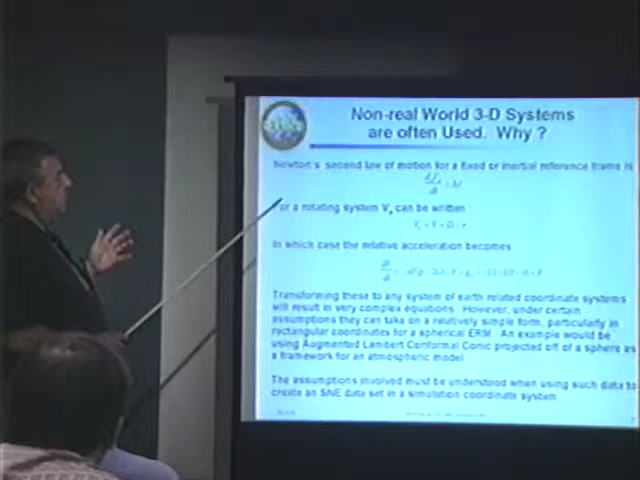 Non-real World 3-D Systems
are often Used. Why ?
Newton's second law of motion for a fixed or inertial reference frame is
For a rotating system V can be written
In which case the relative acceleration becomes
Transforming these to any system of earth related coordinate systems
will result in very complex equations. However, under certain
assumptions they can take on a relatively simple form, particularly in
rectangular coordinates for a spherical ERM. An example would be
using Augmented Lambert Conformal Conic projected off of a sphere as
a framework for an atmospheric model
The assumptions involved must be understood when using such data to
create an SNE data set in a simulation coordinate system